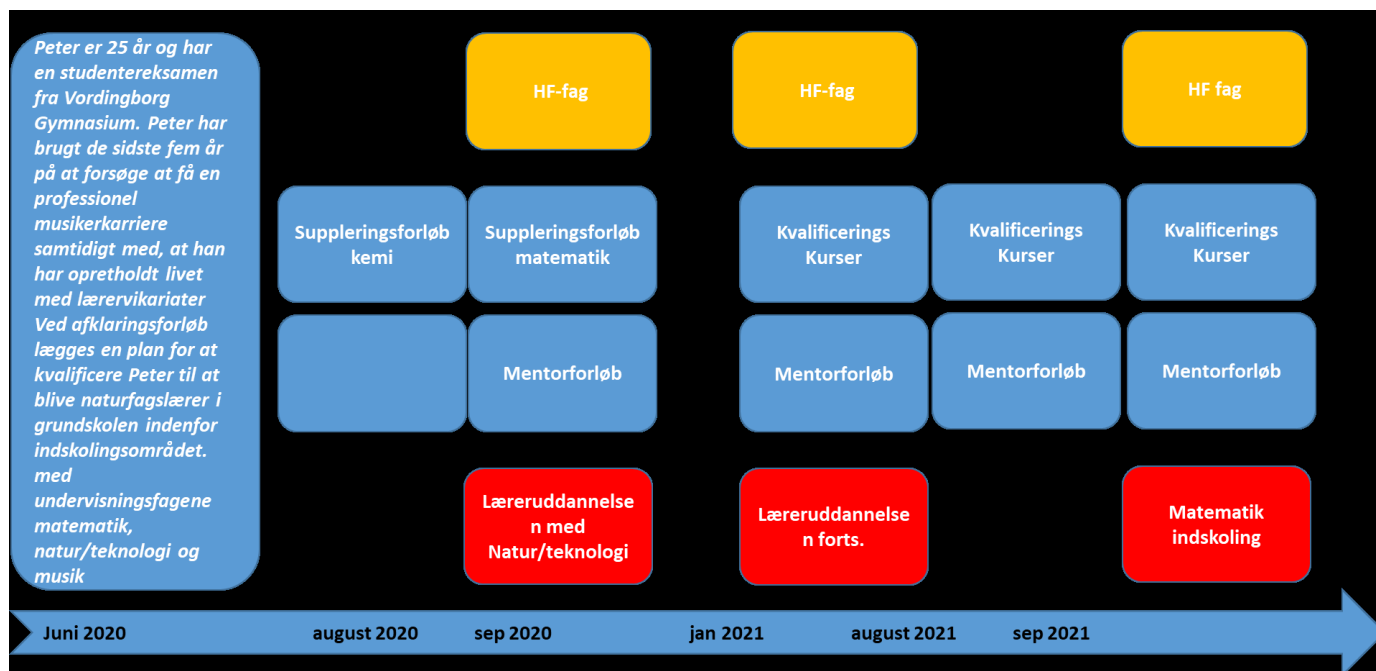 Peter er 25 år og har
en studentereksamen
fra Vordingborg
Gymnasium. Peter har
brugt de sidste fem år
på at forsøge at få en
professionel
musikerkarriere
samtidigt med, at han
har opretholdt livet
med lærervikariater
Ved afklaringsforløb
lægges en plan for at
kvalificere Peter til at
blive naturfagslærer i
grundskolen indenfor
indskolingsområdet.
med
undervisningsfagene
matematik,
natur/teknologi og
musik
HF-fag
HF-fag
HF fag
Suppleringsforløb
kemi
Suppleringsforløb
matematik
Kvalificerings
Kurser
Kvalificerings
Kurser
Kvalificerings
Kurser
Mentorforløb
Mentorforløb
Mentorforløb
Mentorforløb
Læreruddannelse
n med
Natur/teknologi
Læreruddannelse
n forts.
Matematik
indskoling
Juni 2020
august 2020
sep 2020
jan 2021
august 2021
sep 2021